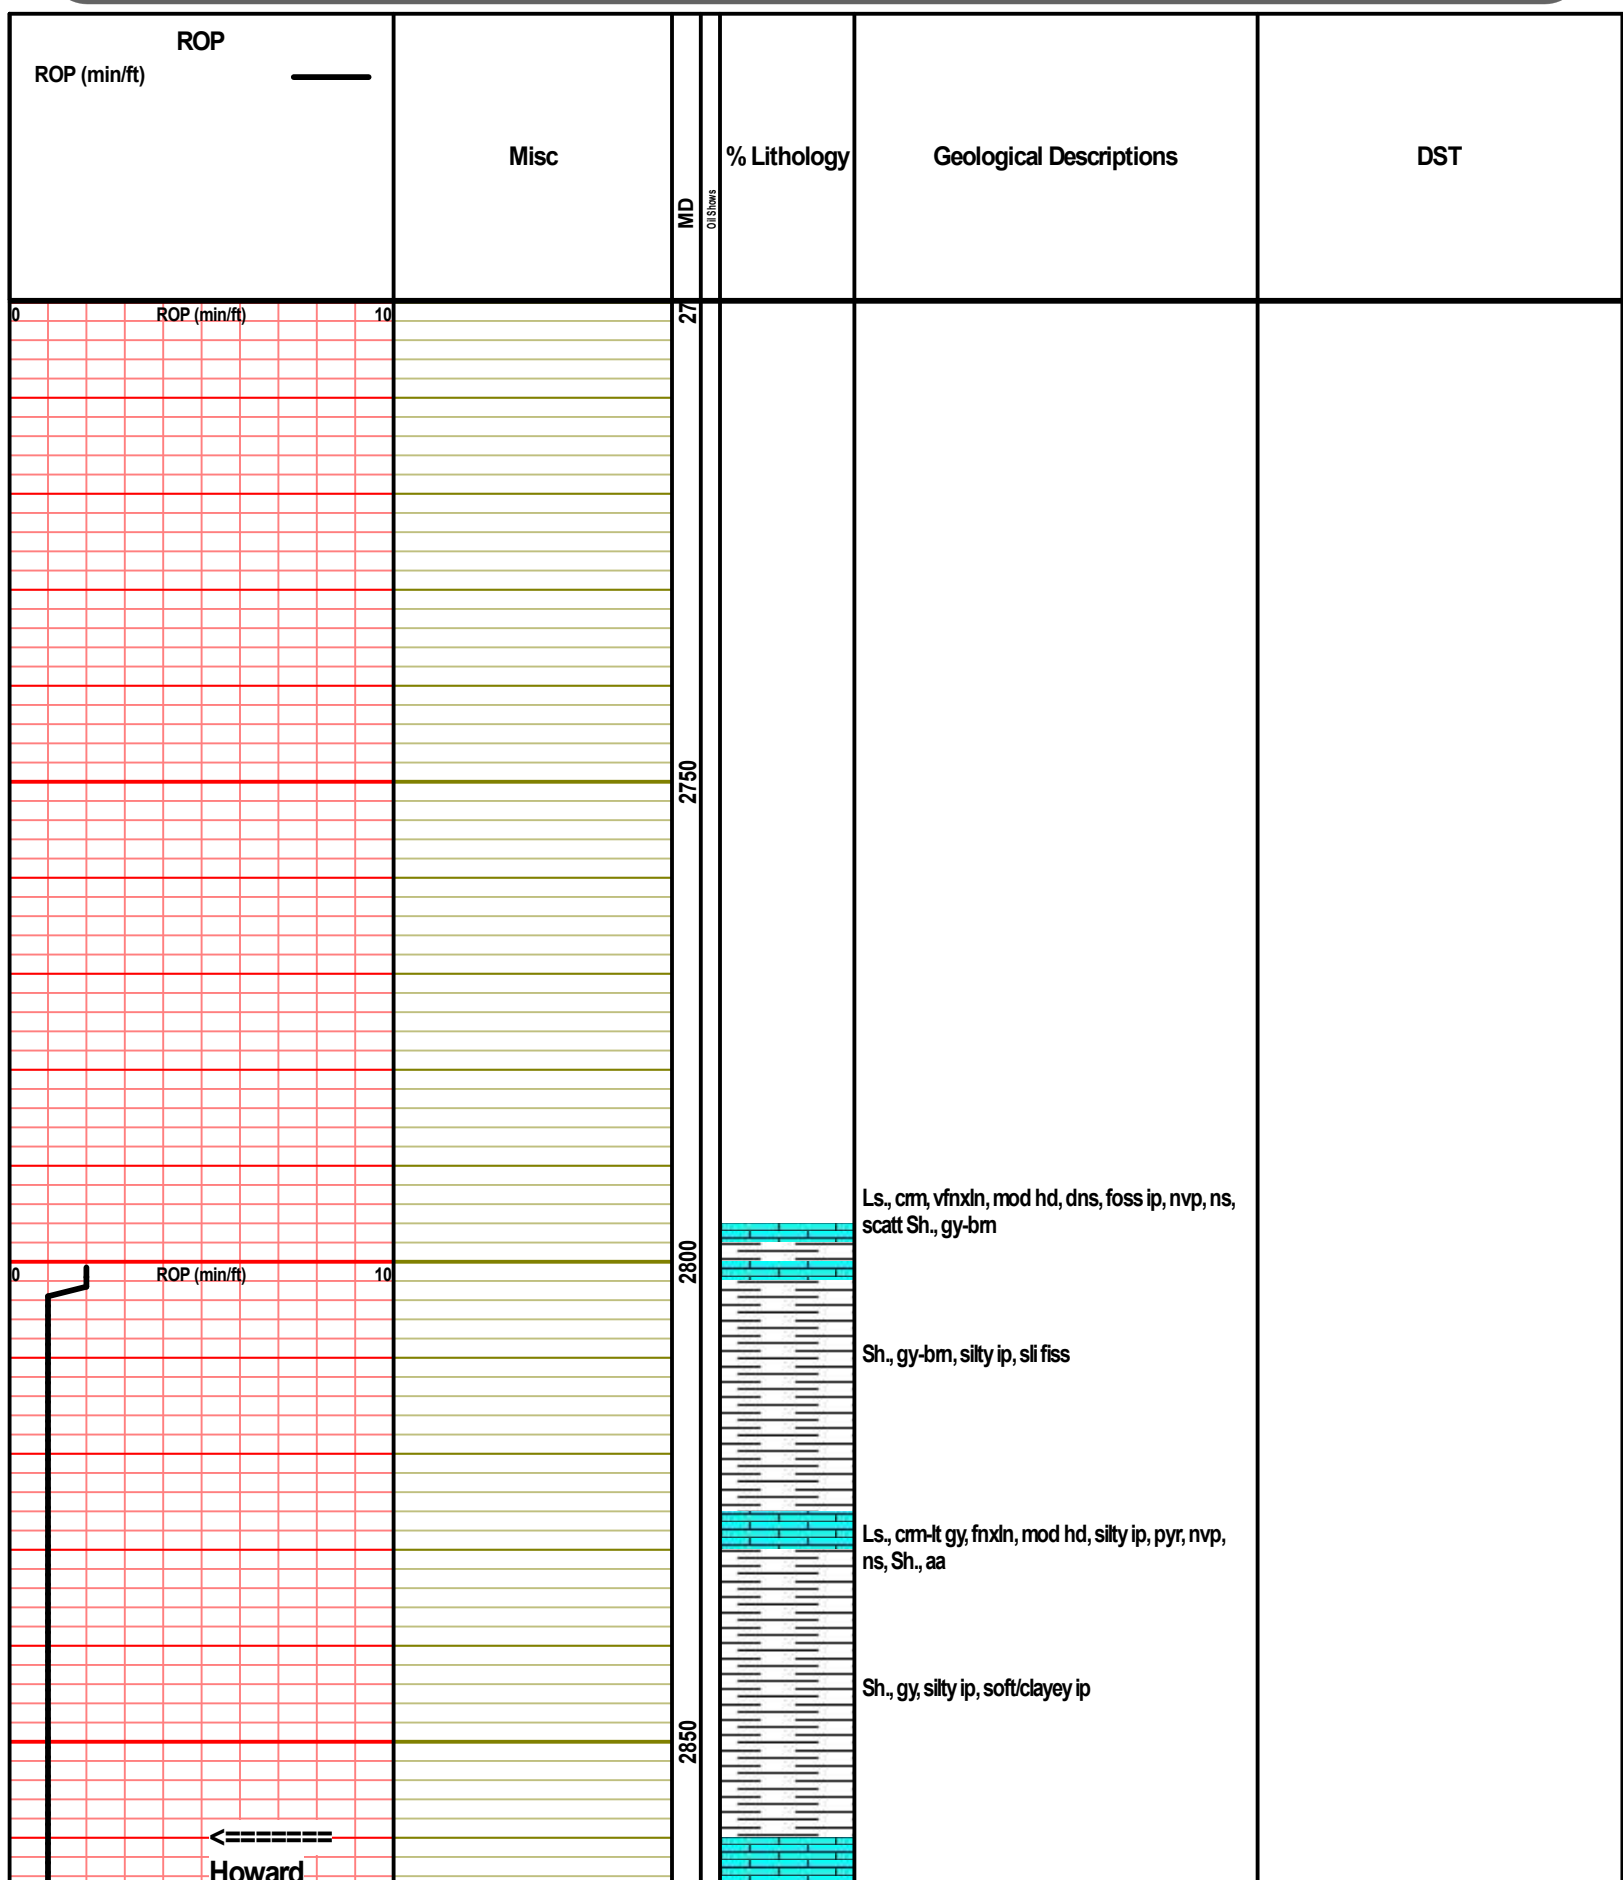 ROP
ROP (min/ft)
Misc
MD
Oil Shows
% Lithology
Geological Descriptions
DST
0 ROP (min/ft) 10
27
2750
Ls., crm, vfnxln, mod hd, dns, foss ip, nvp, ns,
scatt Sh., gy-brn
2800
0 ROP (min/ft) 10
Sh., gy-brn, silty ip, sli fiss
Ls., crm-lt gy, fnxln, mod hd, silty ip, pyr, nvp,
ns, Sh., aa
Sh., gy, silty ip, soft/clayey ip
2850
<=======
Howard